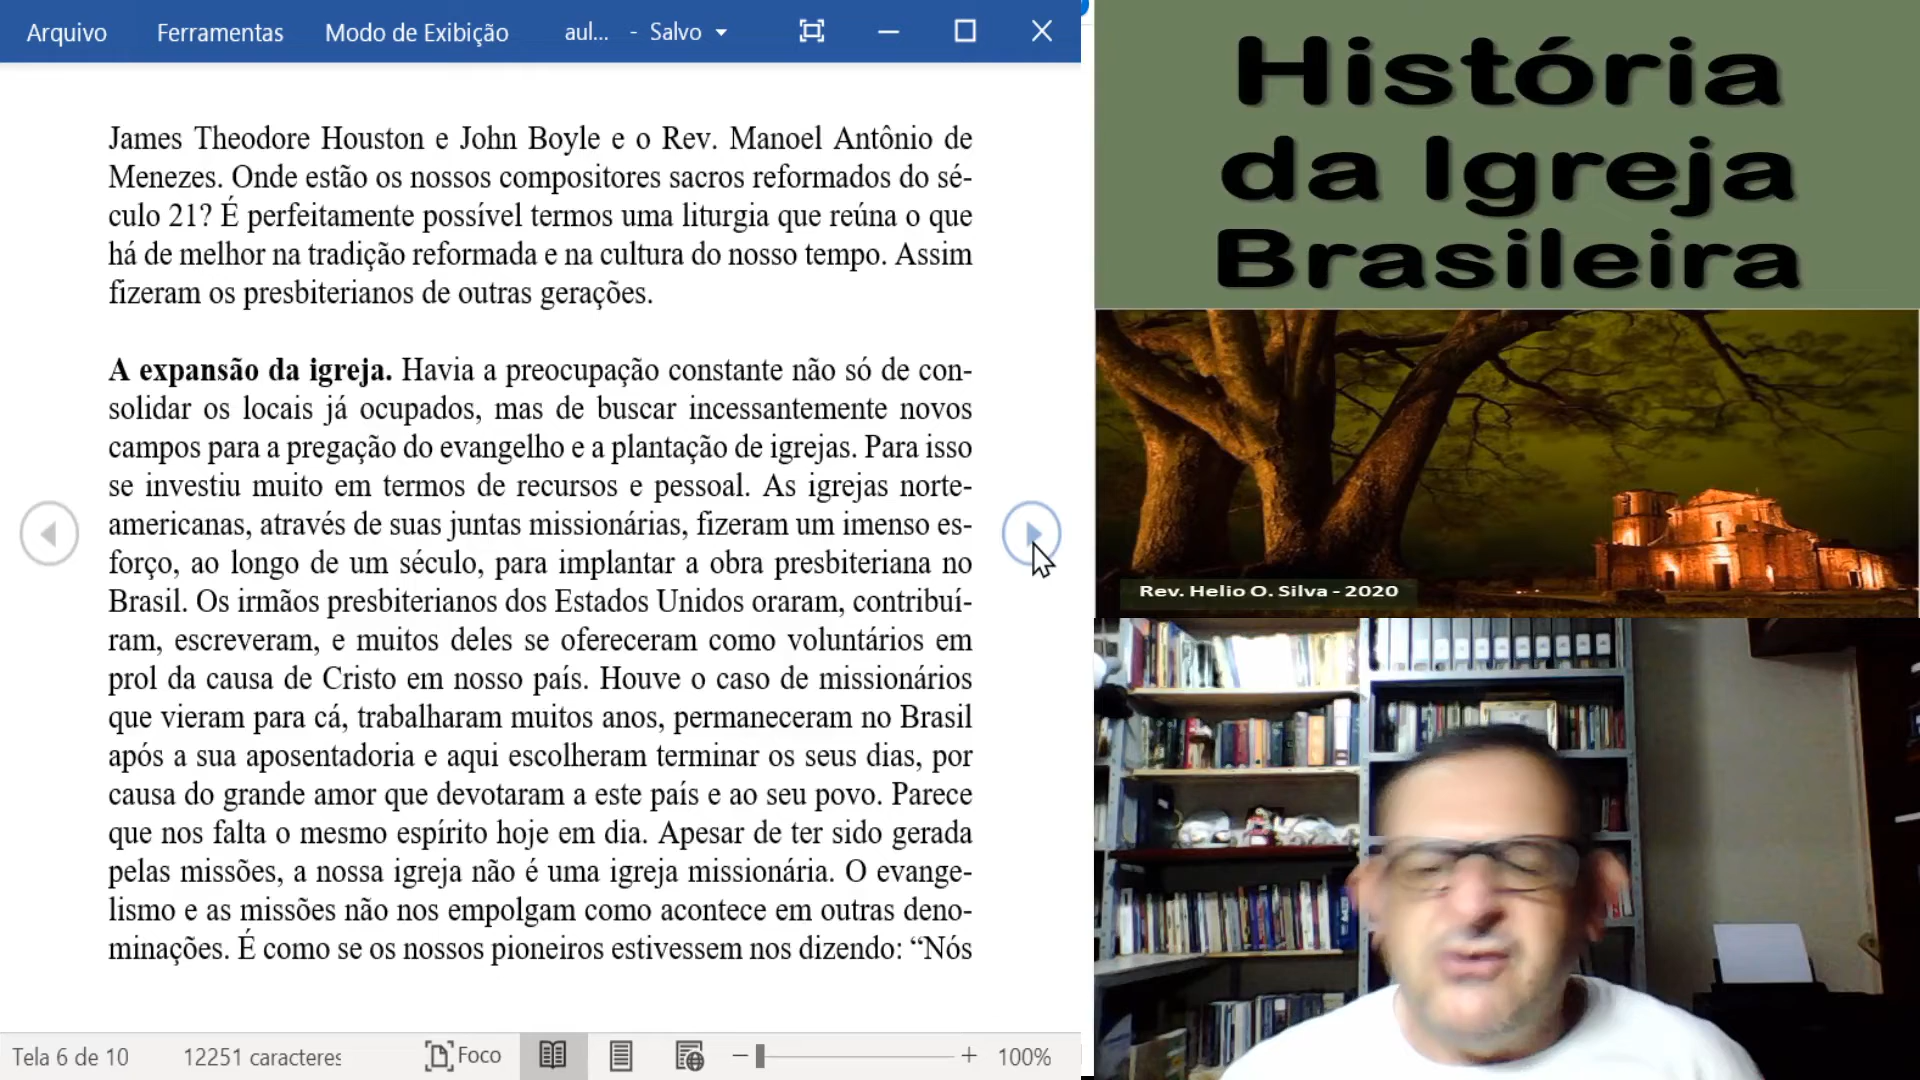 Arquivo Ferramentas Modo de Exibição aul... - Salvo
James Theodore Houston e John Boyle e o Rev. Manoel Antônio de
Menezes. Onde estão os nossos compositores sacros reformados do sé-
culo 21? É perfeitamente possível termos uma liturgia que reúna o que
há de melhor na tradição reformada e na cultura do nosso tempo. Assim
fizeram os presbiterianos de outras gerações.
A expansão da igreja. Havia a preocupação constante não só de con-
solidar os locais já ocupados, mas de buscar incessantemente novos
campos para a pregação do evangelho e a plantação de igrejas. Para isso
se investiu muito em termos de recursos e pessoal. As igrejas norte-
americanas, através de suas juntas missionárias, fizeram um imenso es-
forço, ao longo de um século, para implantar a obra presbiteriana no
Brasil. Os irmãos presbiterianos dos Estados Unidos oraram, contribuí-
ram, escreveram, e muitos deles se ofereceram como voluntários em
prol da causa de Cristo em nosso país. Houve o caso de missionários
que vieram para cá, trabalharam muitos anos, permaneceram no Brasil
após a sua aposentadoria e aqui escolheram terminar os seus dias, por
causa do grande amor que devotaram a este país e ao seu povo. Parece
que nos falta o mesmo espírito hoje em dia. Apesar de ter sido gerada
pelas missões, a nossa igreja não é uma igreja missionária. O evange-
lismo e as missões não nos empolgam como acontece em outras deno-
minações. É como se os nossos pioneiros estivessem nos dizendo: “Nós
Tela 6 de 10 12251 caracteres Foco 100%
História
da Igreja
Brasileira
Rev. Helio O. Silva - 2020